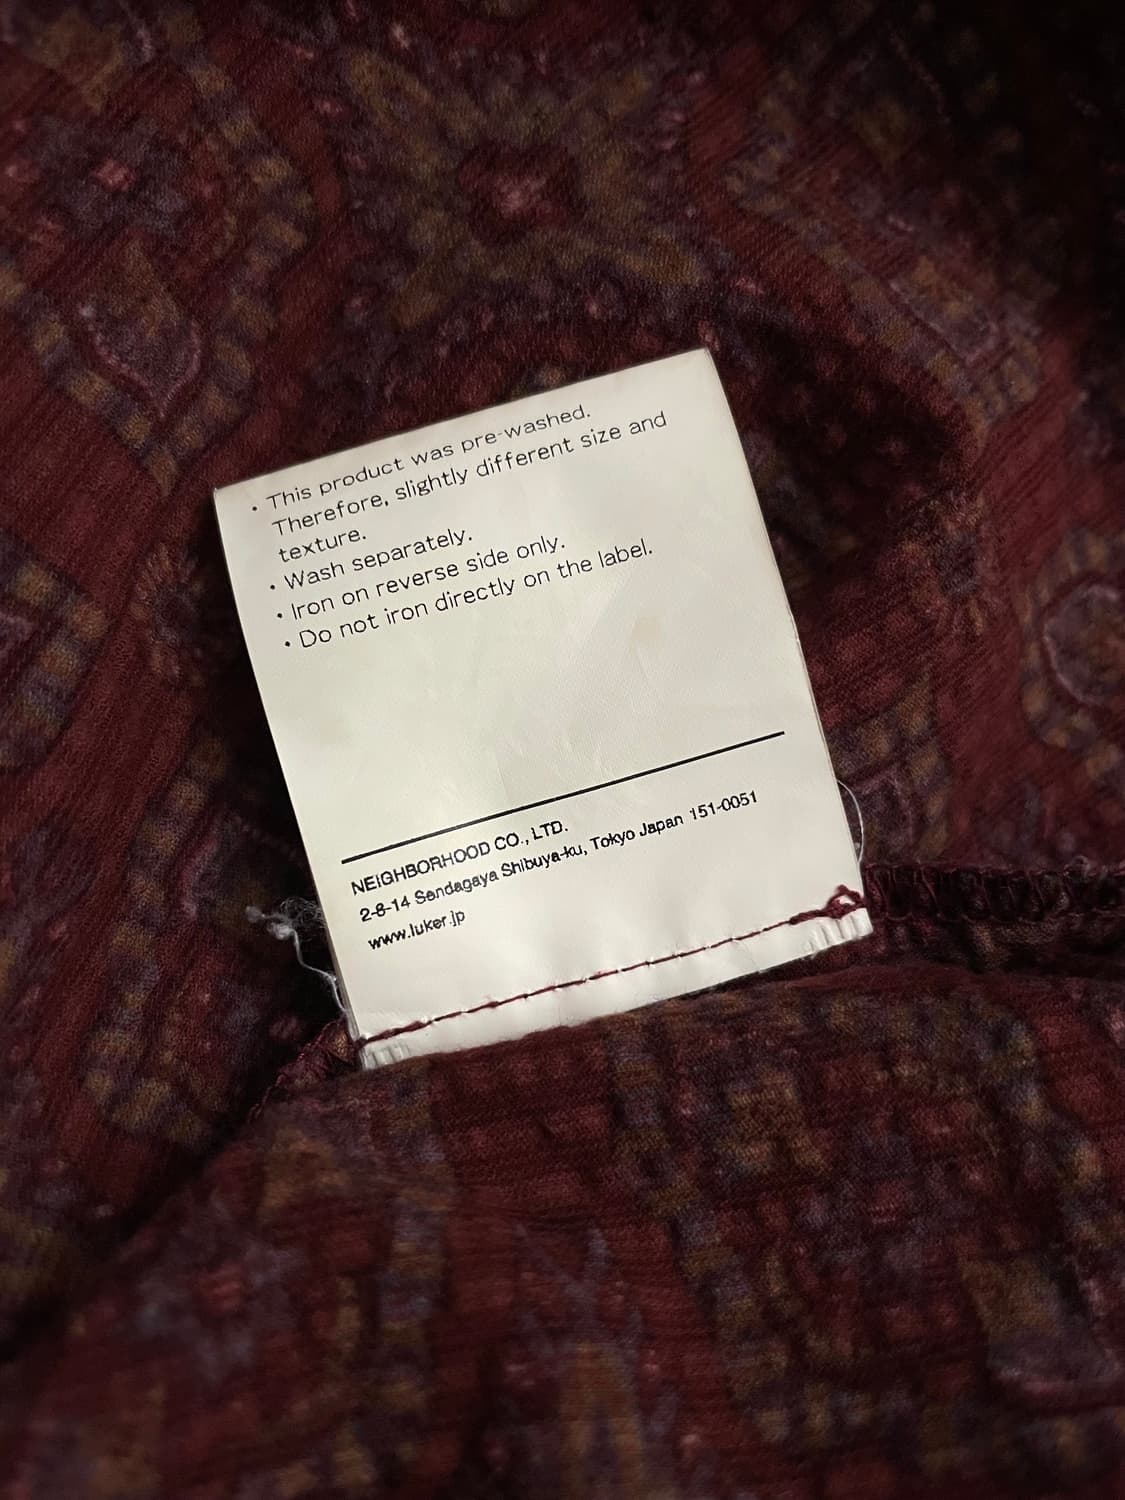 ・This product was pre-washed.
Therefore, slightly different size and
texture.
・Wash separately.
・Iron on reverse side only.
・Do not iron directly on the label.
NEIGHBORHOOD CO., LTD.
2-8-14 Sendagaya Shibuya-ku, Tokyo Japan 151-0051
www.luker.jp